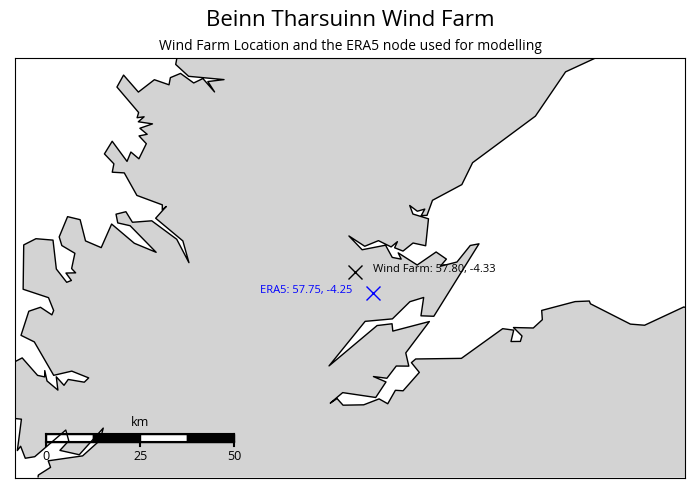 Beinn Tharsuinn Wind Farm
Wind Farm Location and the ERA5 node used for modelling
Wind Farm: 57.80, -4.33
ERA5: 57.75, -4.25
km
0 25 50